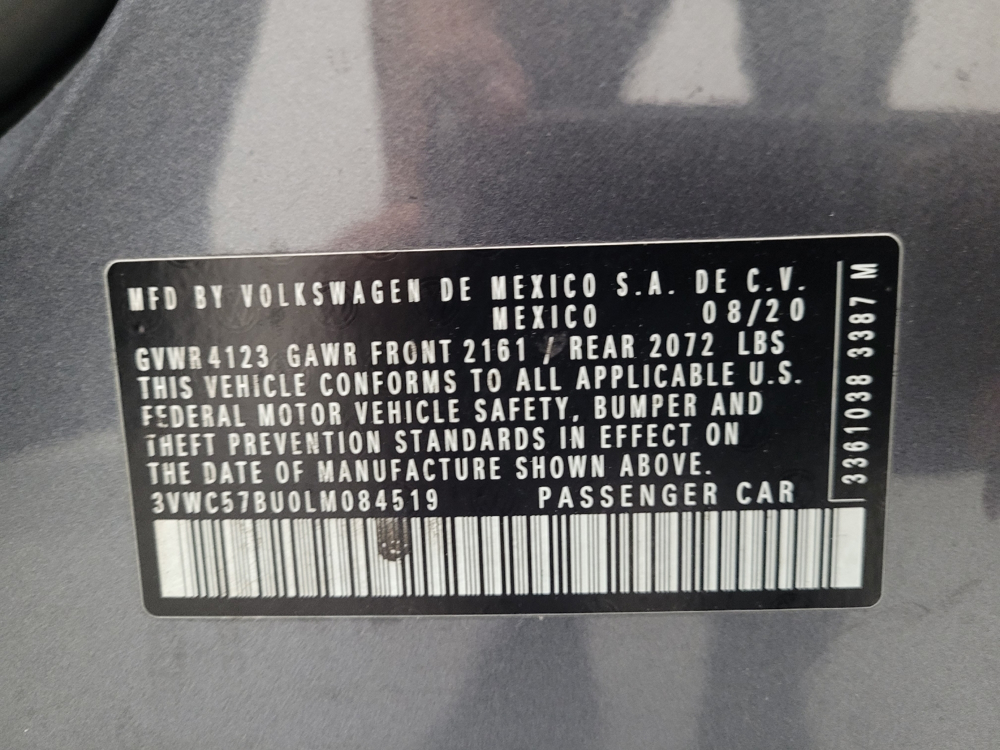 MFD BY VOLKSWAGEN DE MEXICO S.A. DE C.V.
MEXICO 08/20
GVWR 4123 GAWR FRONT 2161 / REAR 2072 LBS
THIS VEHICLE CONFORMS TO ALL APPLICABLE U.S.
FEDERAL MOTOR VEHICLE SAFETY, BUMPER AND
THEFT PREVENTION STANDARDS IN EFFECT ON
THE DATE OF MANUFACTURE SHOWN ABOVE.
3VWC57BU0LM084519 PASSENGER CAR
3361038 3387 M